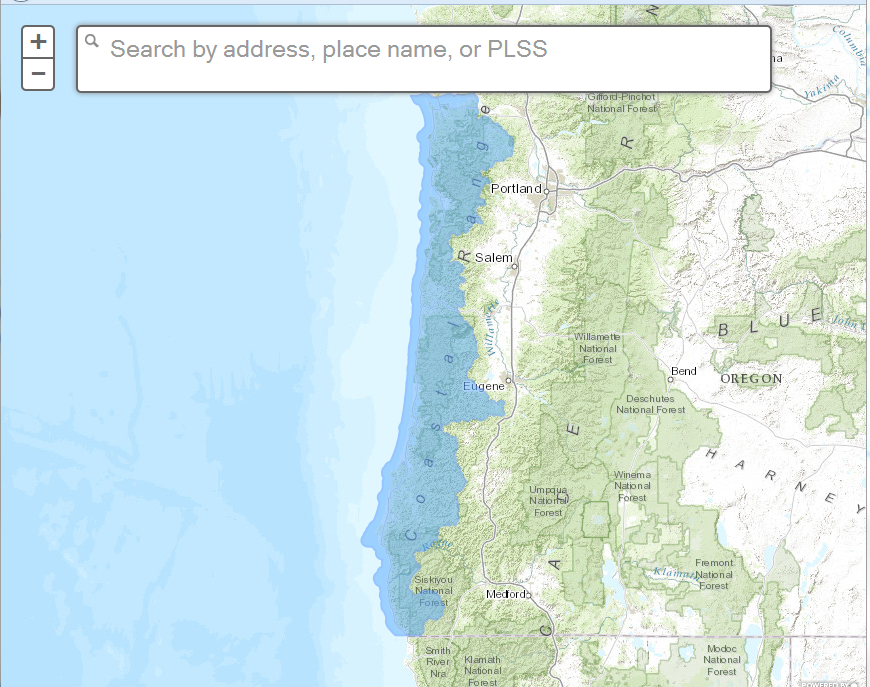 +
−
Search by address, place name, or PLSS
Columbia
Yakima
Gifford-Pinchot
National Forest
Portland
Salem
Willamette
Coastal Range
Willamette
National
Forest
BLUE
John
Bend
OREGON
Eugene
Deschutes
National Forest
HARNEY
Winema
National
Forest
Umpqua
National
Forest
CASCADE R
Rogue
Fremont
National
Forest
Klamath
Siskiyou
National
Forest
Medford
Smith
River
Nra
Klamath
National
Forest
Modoc
National
Forest
POWERED BY